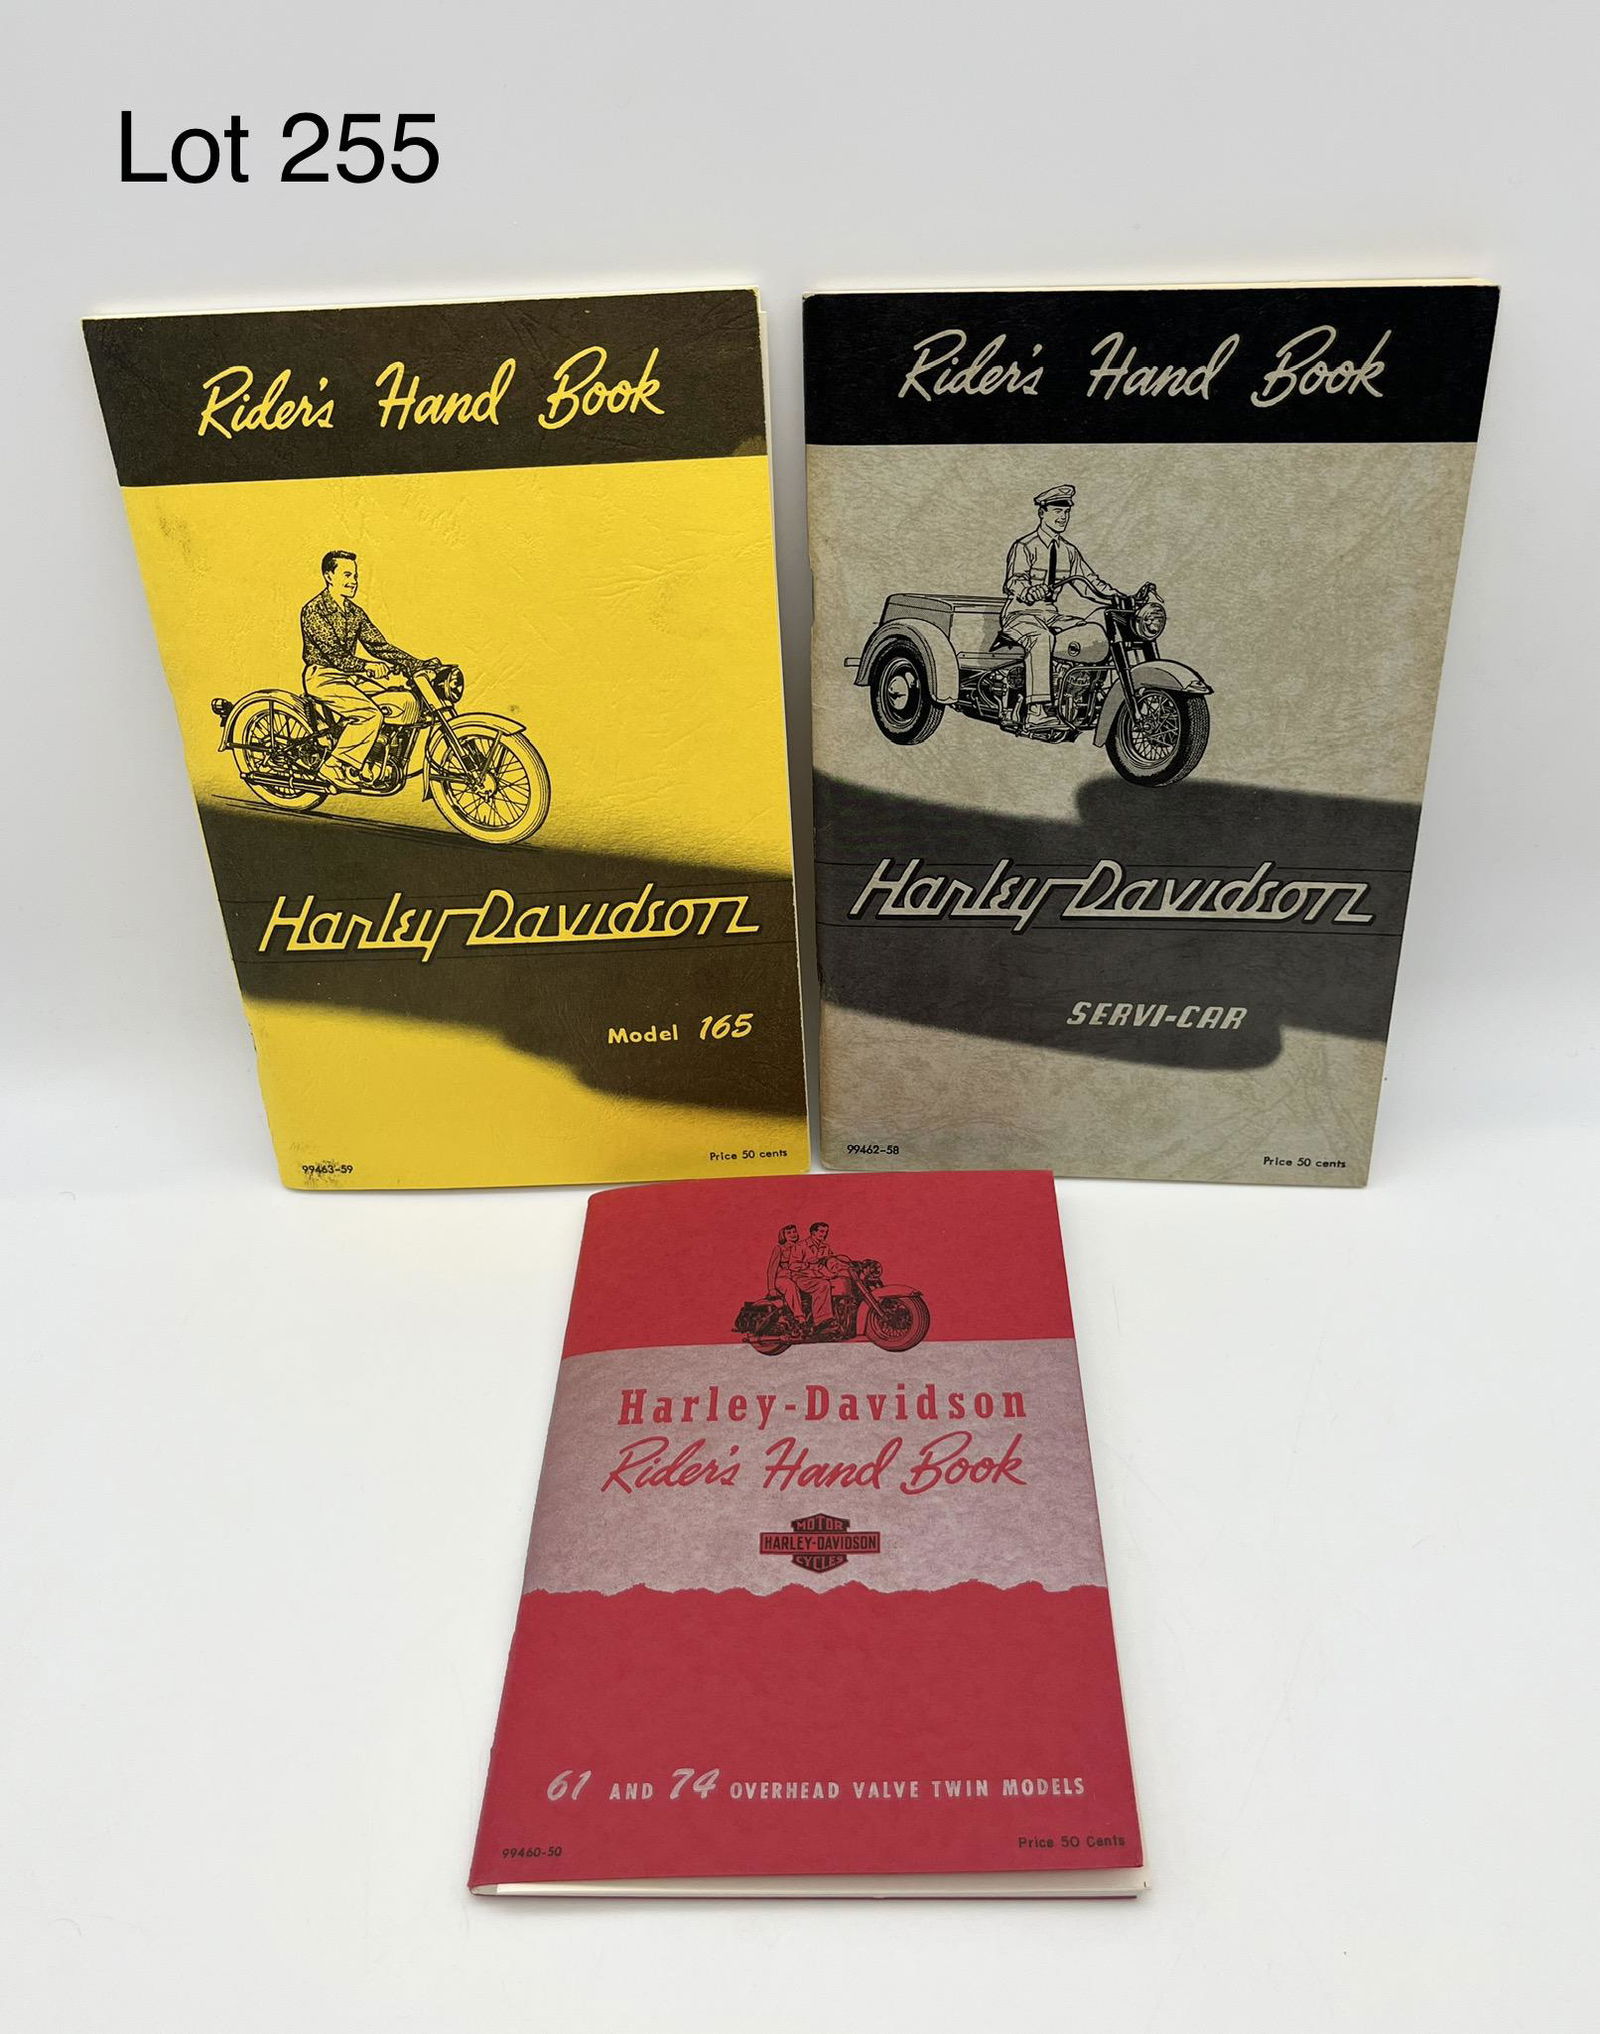 Lot 255
Rider's Hand Book
Harley-Davidson
Model 165
99463-59
Price 50 cents
Rider's Hand Book
Harley-Davidson
SERVI-CAR
99462-58
Price 50 cents
Harley-Davidson
Rider's Hand Book
MOTOR
HARLEY-DAVIDSON
CYCLES
61 AND 74 OVERHEAD VALVE TWIN MODELS
99460-50
Price 50 Cents